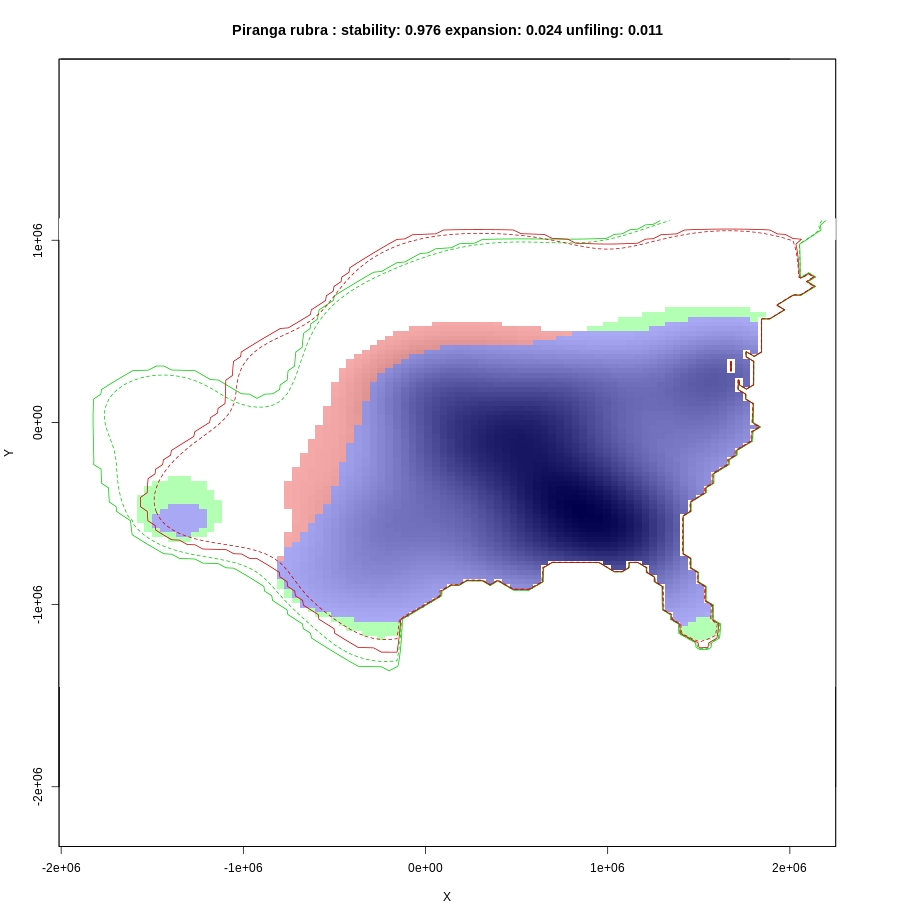 Piranga rubra : stability: 0.976 expansion: 0.024 unfiling: 0.011
1e+06
0e+00
Y
-1e+06
-2e+06
-2e+06 -1e+06 0e+00 1e+06 2e+06
X